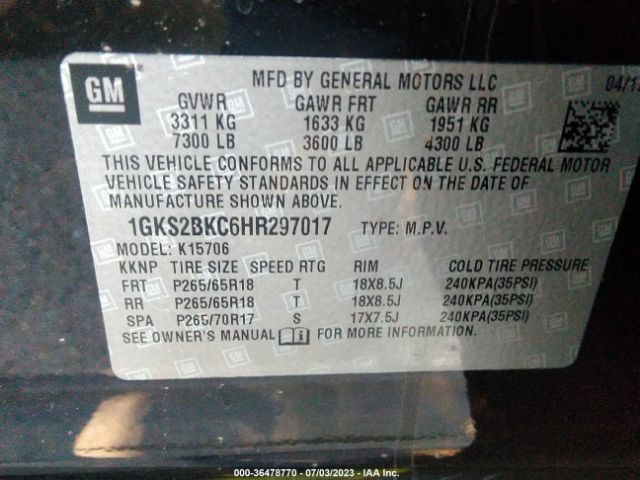 GM
MFD BY GENERAL MOTORS LLC
04/17
GVWR GAWR FRT GAWR RR
3311 KG 1633 KG 1951 KG
7300 LB 3600 LB 4300 LB
THIS VEHICLE CONFORMS TO ALL APPLICABLE U.S. FEDERAL MOTOR
VEHICLE SAFETY STANDARDS IN EFFECT ON THE DATE OF
MANUFACTURE SHOWN ABOVE.
1GKS2BKC6HR297017 TYPE: M.P.V.
MODEL: K15706
KKNP TIRE SIZE SPEED RTG RIM COLD TIRE PRESSURE
FRT P265/65R18 T 18X8.5J 240KPA(35PSI)
RR P265/65R18 T 18X8.5J 240KPA(35PSI)
SPA P265/70R17 S 17X7.5J 240KPA(35PSI)
SEE OWNER'S MANUAL FOR MORE INFORMATION.
000-36478770 - 07/03/2023 - IAA Inc.